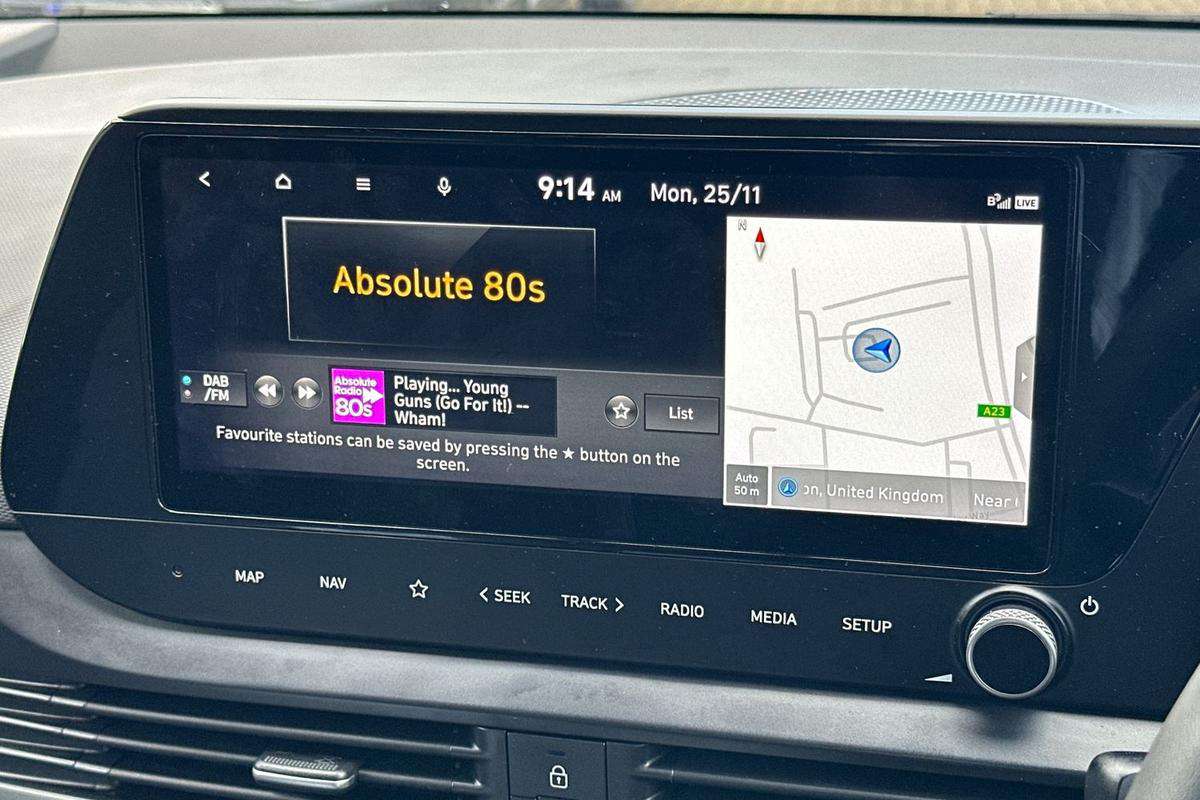 9:14 AM Mon, 25/11
LIVE
N
Absolute 80s
DAB
/FM
Absolute
Radio
80s
Playing... Young
Guns (Go For It!) --
Wham!
List
Favourite stations can be saved by pressing the ★ button on the
screen.
A23
Auto
50 m
on, United Kingdom Near
MAP NAV < SEEK TRACK > RADIO MEDIA SETUP